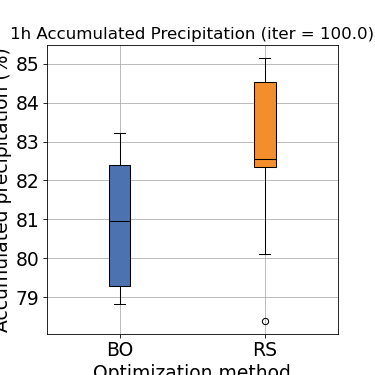 1h Accumulated Precipitation (iter = 100.0)
Accumulated precipitation (%)
85
84
83
82
81
80
79
BO
RS
Optimization method